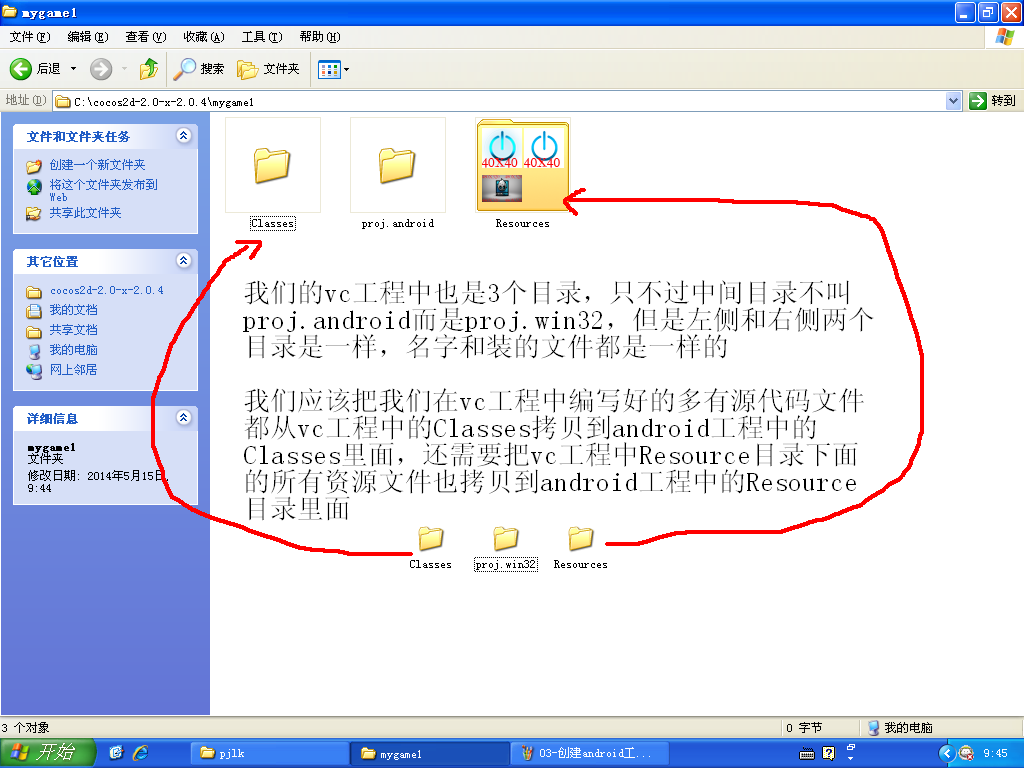 mygame1
文件(F) 编辑(E) 查看(V) 收藏(A) 工具(T) 帮助(H)
后退 搜索 文件夹
地址(D) C:\cocos2d-2.0-x-2.0.4\mygame1 转到
文件和文件夹任务
创建一个新文件夹
将这个文件夹发布到
Web
共享此文件夹
其它位置
cocos2d-2.0-x-2.0.4
我的文档
共享文档
我的电脑
网上邻居
详细信息
mygame1
文件夹
修改日期: 2014年5月15日,
9:44
40X40 40X40
Classes proj.android Resources
我们的vc工程中也是3个目录，只不过中间目录不叫
proj.android而是proj.win32，但是左侧和右侧两个
目录是一样，名字和装的文件都是一样的
我们应该把我们在vc工程中编写好的多有源代码文件
都从vc工程中的Classes拷贝到android工程中的
Classes里面，还需要把vc工程中Resource目录下面
的所有资源文件也拷贝到android工程中的Resource
目录里面
Classes proj.win32 Resources
3 个对象 0 字节 我的电脑
开始 pjlk mygame1 03-创建android工... 9:45